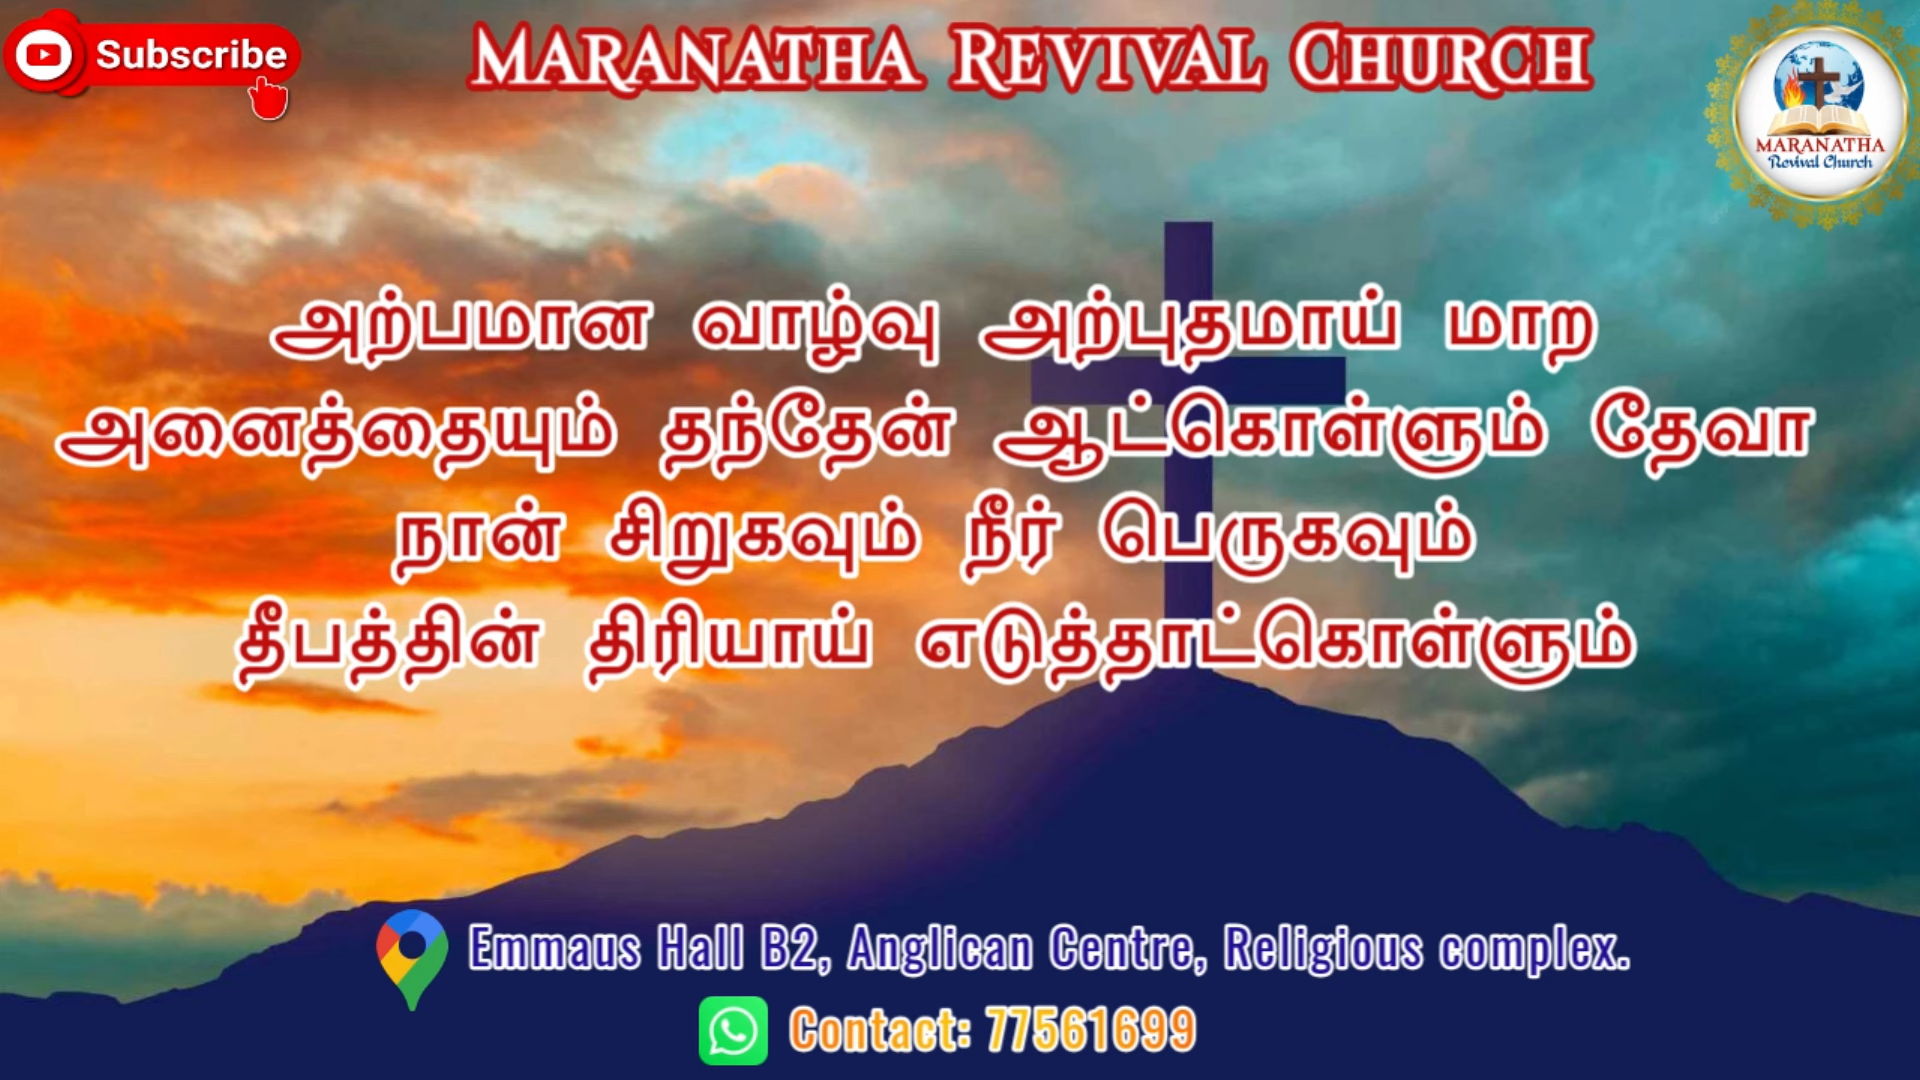 Subscribe
MARANATHA REVIVAL CHURCH
MARANATHA
Revival Church
அற்பமான வாழ்வு அற்புதமாய் மாற
அனைத்தையும் தந்தேன் ஆட்கொள்ளும் தேவா
நான் சிறுகவும் நீர் பெருகவும்
தீபத்தின் திரியாய் எடுத்தாட்கொள்ளும்
Emmaus Hall B2, Anglican Centre, Religious complex.
Contact: 77561699